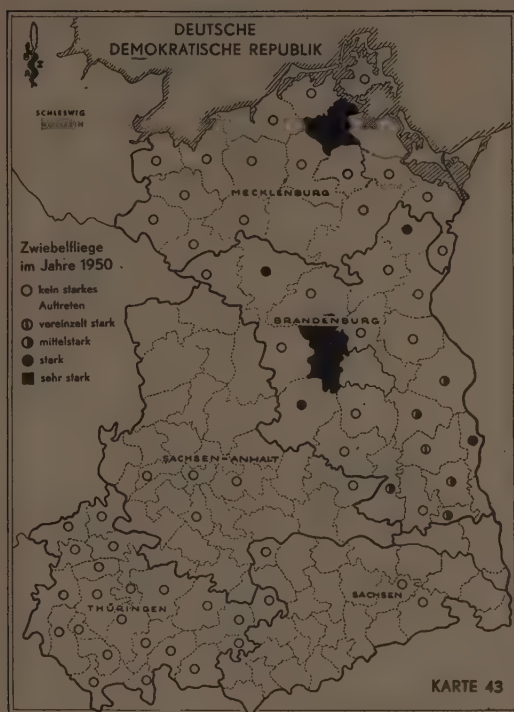 DEUTSCHE
DEMOKRATISCHE REPUBLIK
SCHLESWIG
MECKLENBURG
Zwiebelfliege
im Jahre 1950
kein starkes
Auftreten
vereinzelt stark
mittelstark
stark
sehr stark
BRANDENBURG
SACHSEN-ANHALT
THÜRINGEN
SACHSEN
KARTE 43